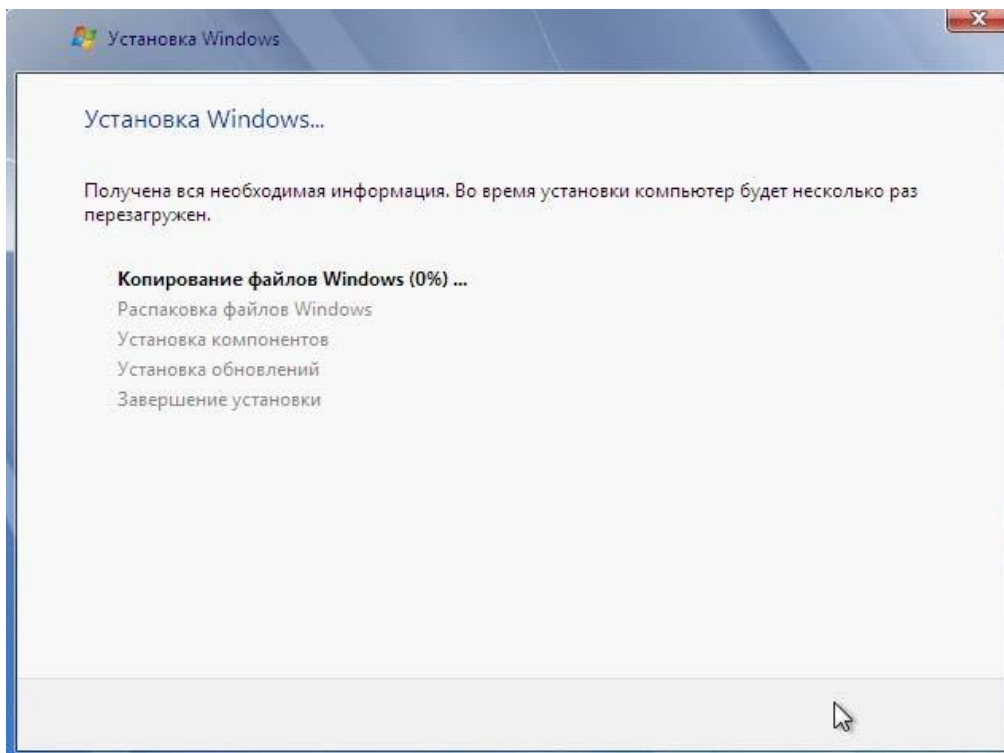 Установка Windows
Установка Windows...
Получена вся необходимая информация. Во время установки компьютер будет несколько раз
перезагружен.
Копирование файлов Windows (0%) ...
Распаковка файлов Windows
Установка компонентов
Установка обновлений
Завершение установки